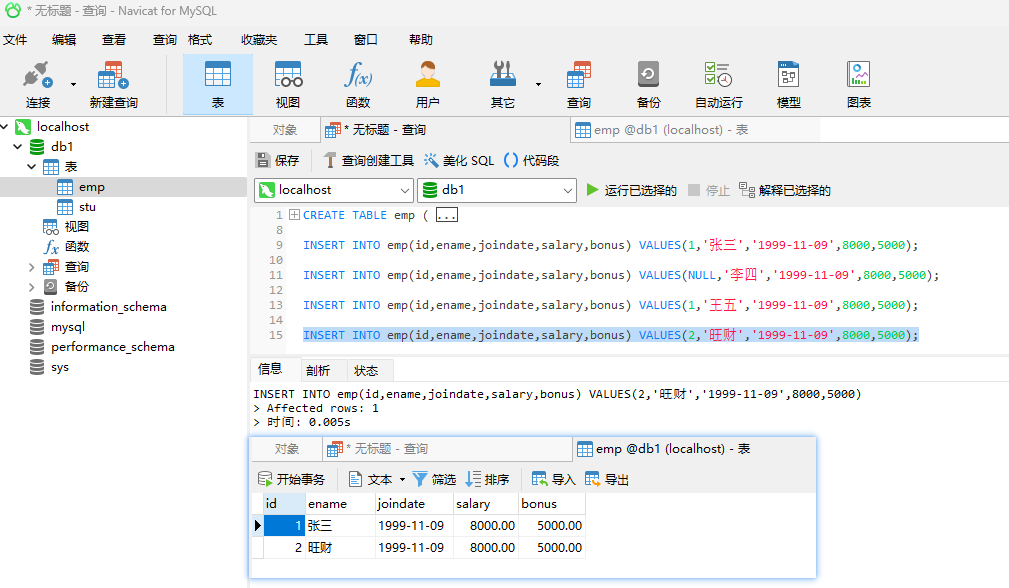 * 无标题 - 查询 - Navicat for MySQL
文件 编辑 查看 查询 格式 收藏夹 工具 窗口 帮助
连接 新建查询 表 视图 函数 用户 其它 查询 备份 自动运行 模型 图表
localhost
db1
表
emp
stu
视图
函数
查询
备份
information_schema
mysql
performance_schema
sys
对象 * 无标题 - 查询 emp @db1 (localhost) - 表
保存 查询创建工具 美化 SQL () 代码段
localhost db1 运行已选择的 停止 解释已选择的
1 CREATE TABLE emp ( ...
8
9 INSERT INTO emp(id,ename,joindate,salary,bonus) VALUES(1,'张三','1999-11-09',8000,5000);
10
11 INSERT INTO emp(id,ename,joindate,salary,bonus) VALUES(NULL,'李四','1999-11-09',8000,5000);
12
13 INSERT INTO emp(id,ename,joindate,salary,bonus) VALUES(1,'王五','1999-11-09',8000,5000);
14
15 INSERT INTO emp(id,ename,joindate,salary,bonus) VALUES(2,'旺财','1999-11-09',8000,5000);
信息 剖析 状态
INSERT INTO emp(id,ename,joindate,salary,bonus) VALUES(2,'旺财','1999-11-09',8000,5000)
> Affected rows: 1
> 时间: 0.005s
对象 * 无标题 - 查询 emp @db1 (localhost) - 表
开始事务 文本 筛选 排序 导入 导出
id ename joindate salary bonus
1 张三 1999-11-09 8000.00 5000.00
2 旺财 1999-11-09 8000.00 5000.00